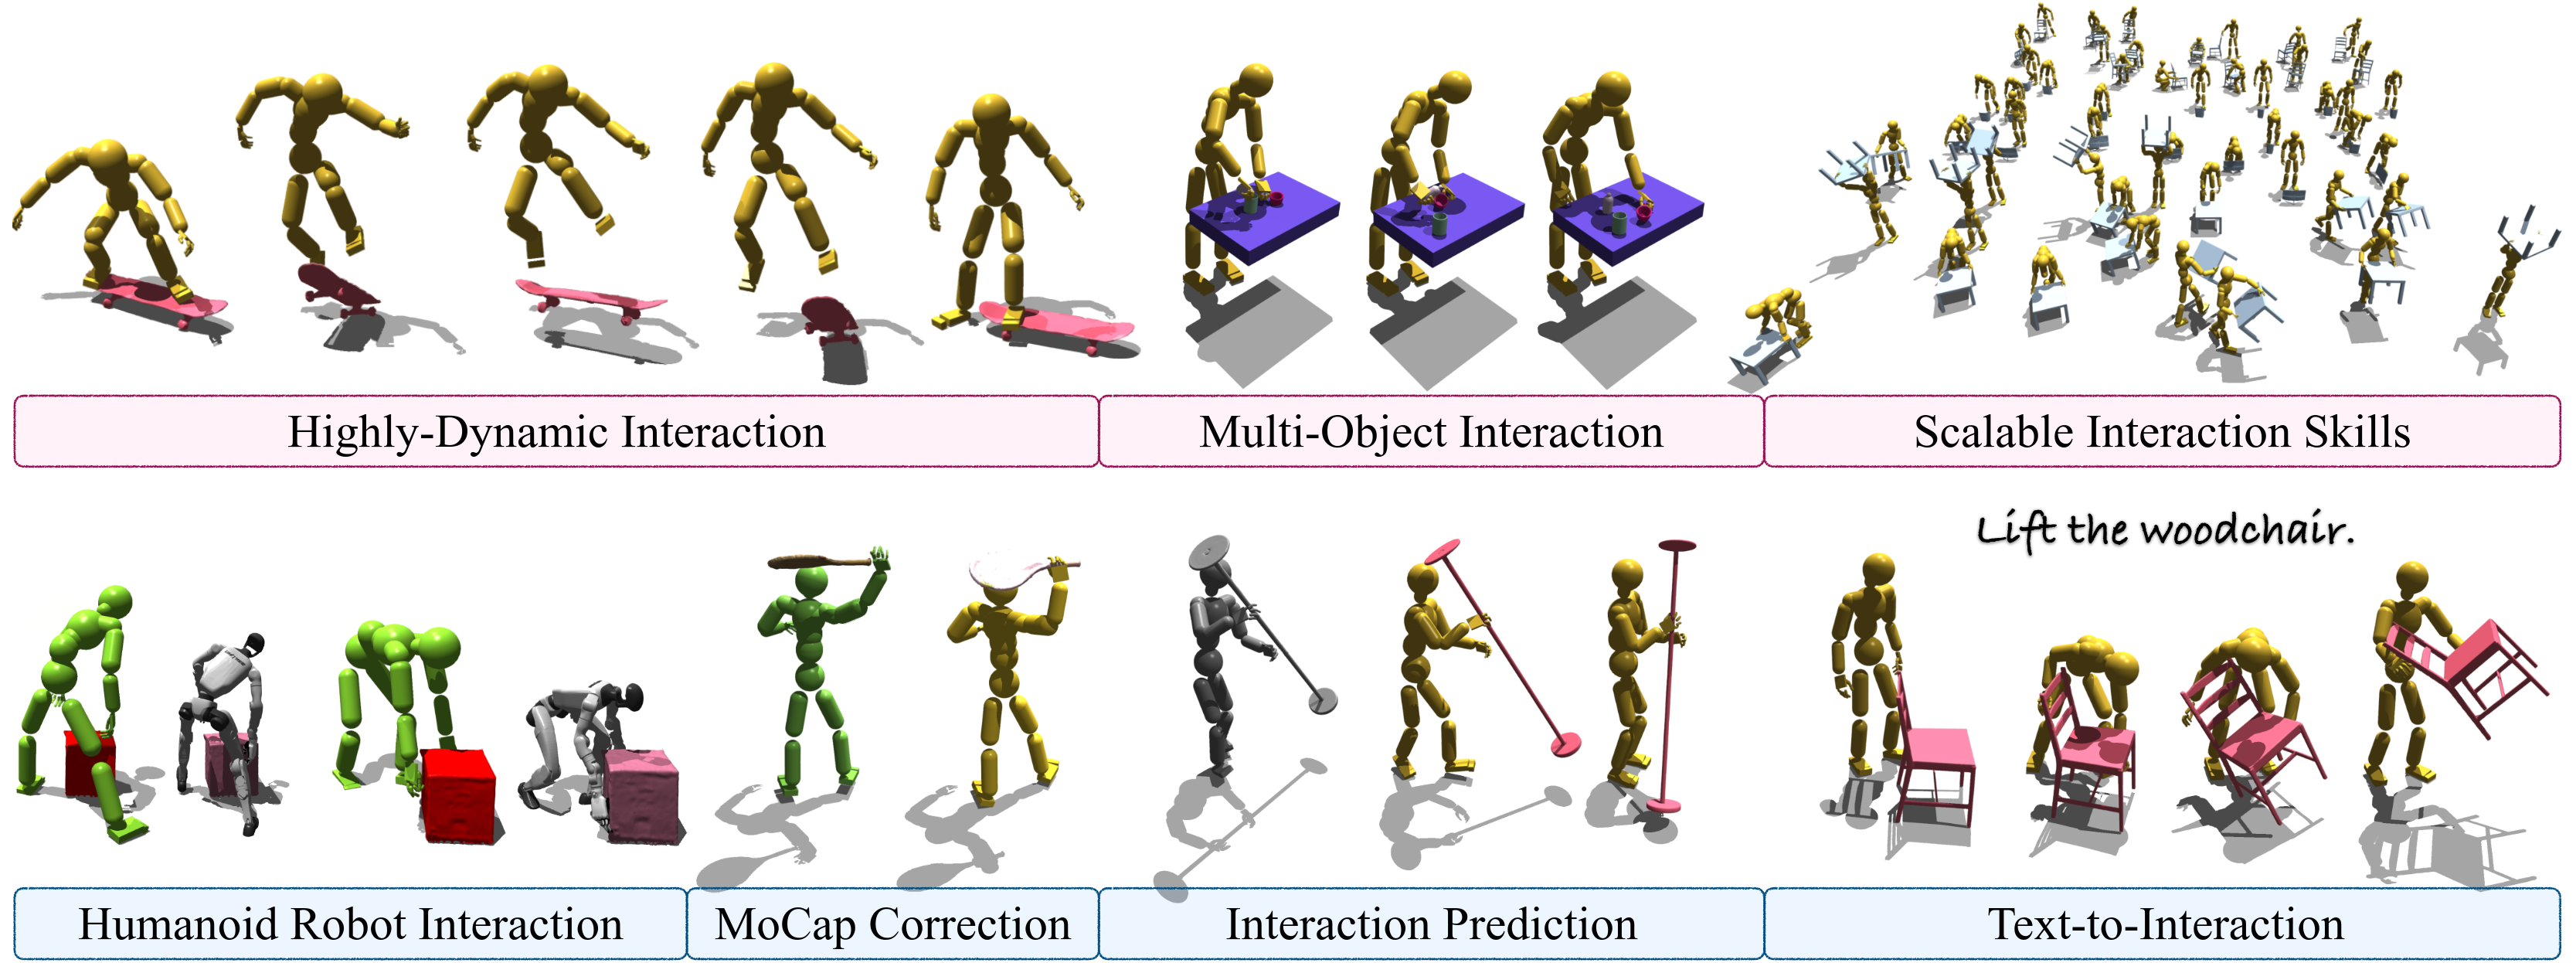 Highly-Dynamic Interaction
Multi-Object Interaction
Scalable Interaction Skills
Lift the woodchair.
Humanoid Robot Interaction
MoCap Correction
Interaction Prediction
Text-to-Interaction